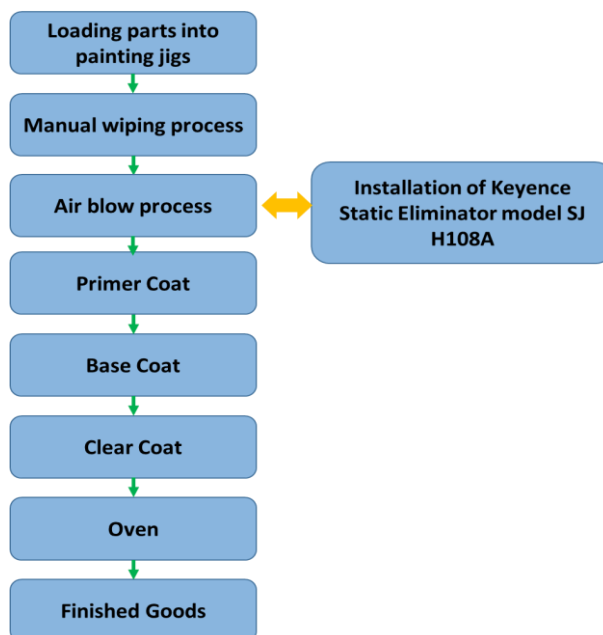 Loading parts into
painting jigs
Manual wiping process
Air blow process
Installation of Keyence
Static Eliminator model SJ
H108A
Primer Coat
Base Coat
Clear Coat
Oven
Finished Goods